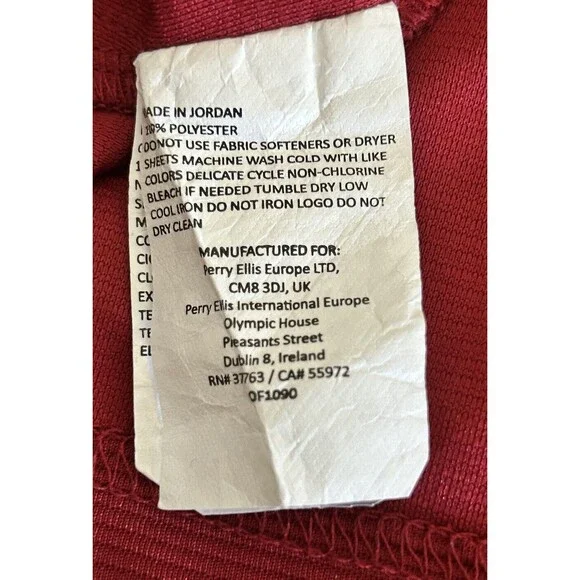 ADE IN JORDAN
100% POLYESTER
DO NOT USE FABRIC SOFTENERS OR DRYER
SHEETS MACHINE WASH COLD WITH LIKE
COLORS DELICATE CYCLE NON-CHLORINE
BLEACH IF NEEDED TUMBLE DRY LOW
COOL IRON DO NOT IRON LOGO DO NOT
DRY CLEAN
MANUFACTURED FOR:
Perry Ellis Europe LTD,
CM8 3DJ, UK
Perry Ellis International Europe
Olympic House
Pleasants Street
Dublin 8, Ireland
RN# 37763 / CA# 55972
OF1090